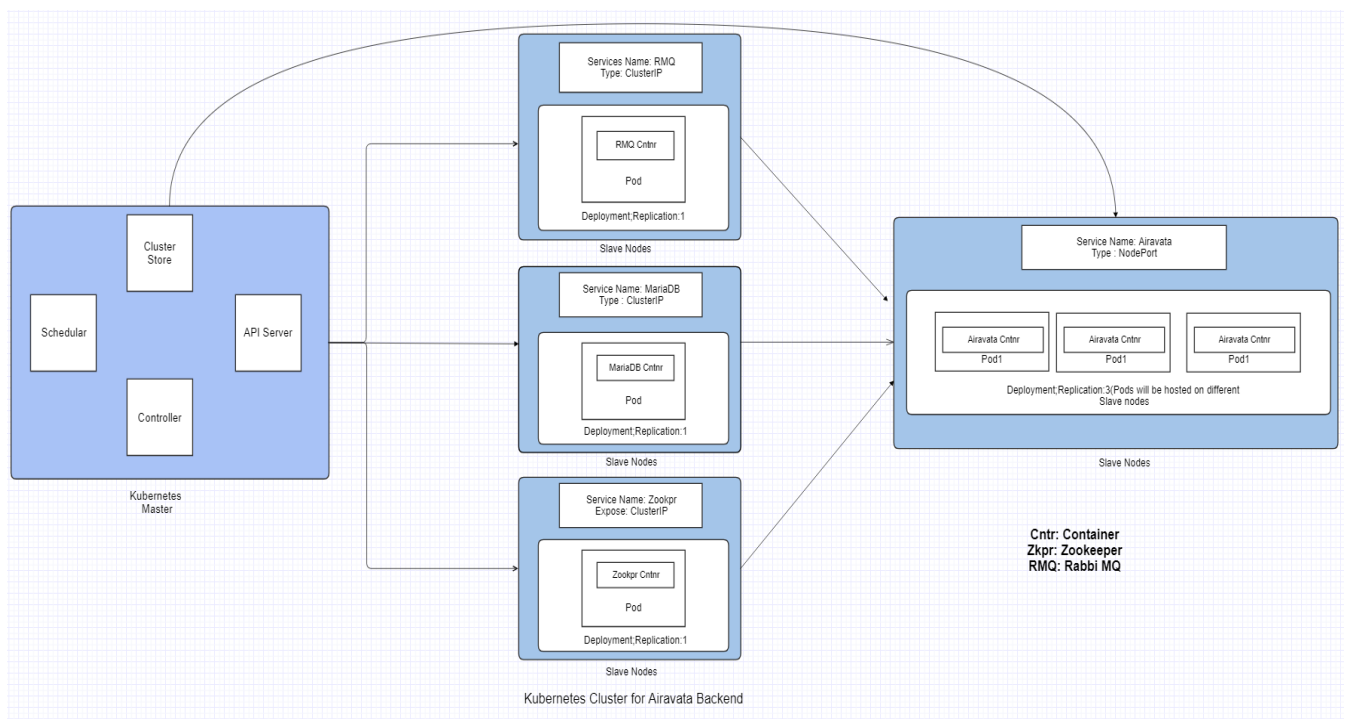 Cluster
Store
Schedular
API Server
Controller
Kubernetes
Master
Services Name: RMQ
Type: ClusterIP
RMQ Cntnr
Pod
Deployment;Replication:1
Slave Nodes
Service Name: MariaDB
Type : ClusterIP
MariaDB Cntnr
Pod
Deployment;Replication:1
Slave Nodes
Service Name: Zookpr
Expose: ClusterIP
Zookpr Cntnr
Pod
Deployment;Replication:1
Slave Nodes
Service Name: Airavata
Type : NodePort
Airavata Cntnr
Pod1
Airavata Cntnr
Pod1
Airavata Cntnr
Pod1
Deployment;Replication:3(Pods will be hosted on different
Slave nodes
Slave Nodes
Cntr: Container
Zkpr: Zookeeper
RMQ: Rabbi MQ
Kubernetes Cluster for Airavata Backend